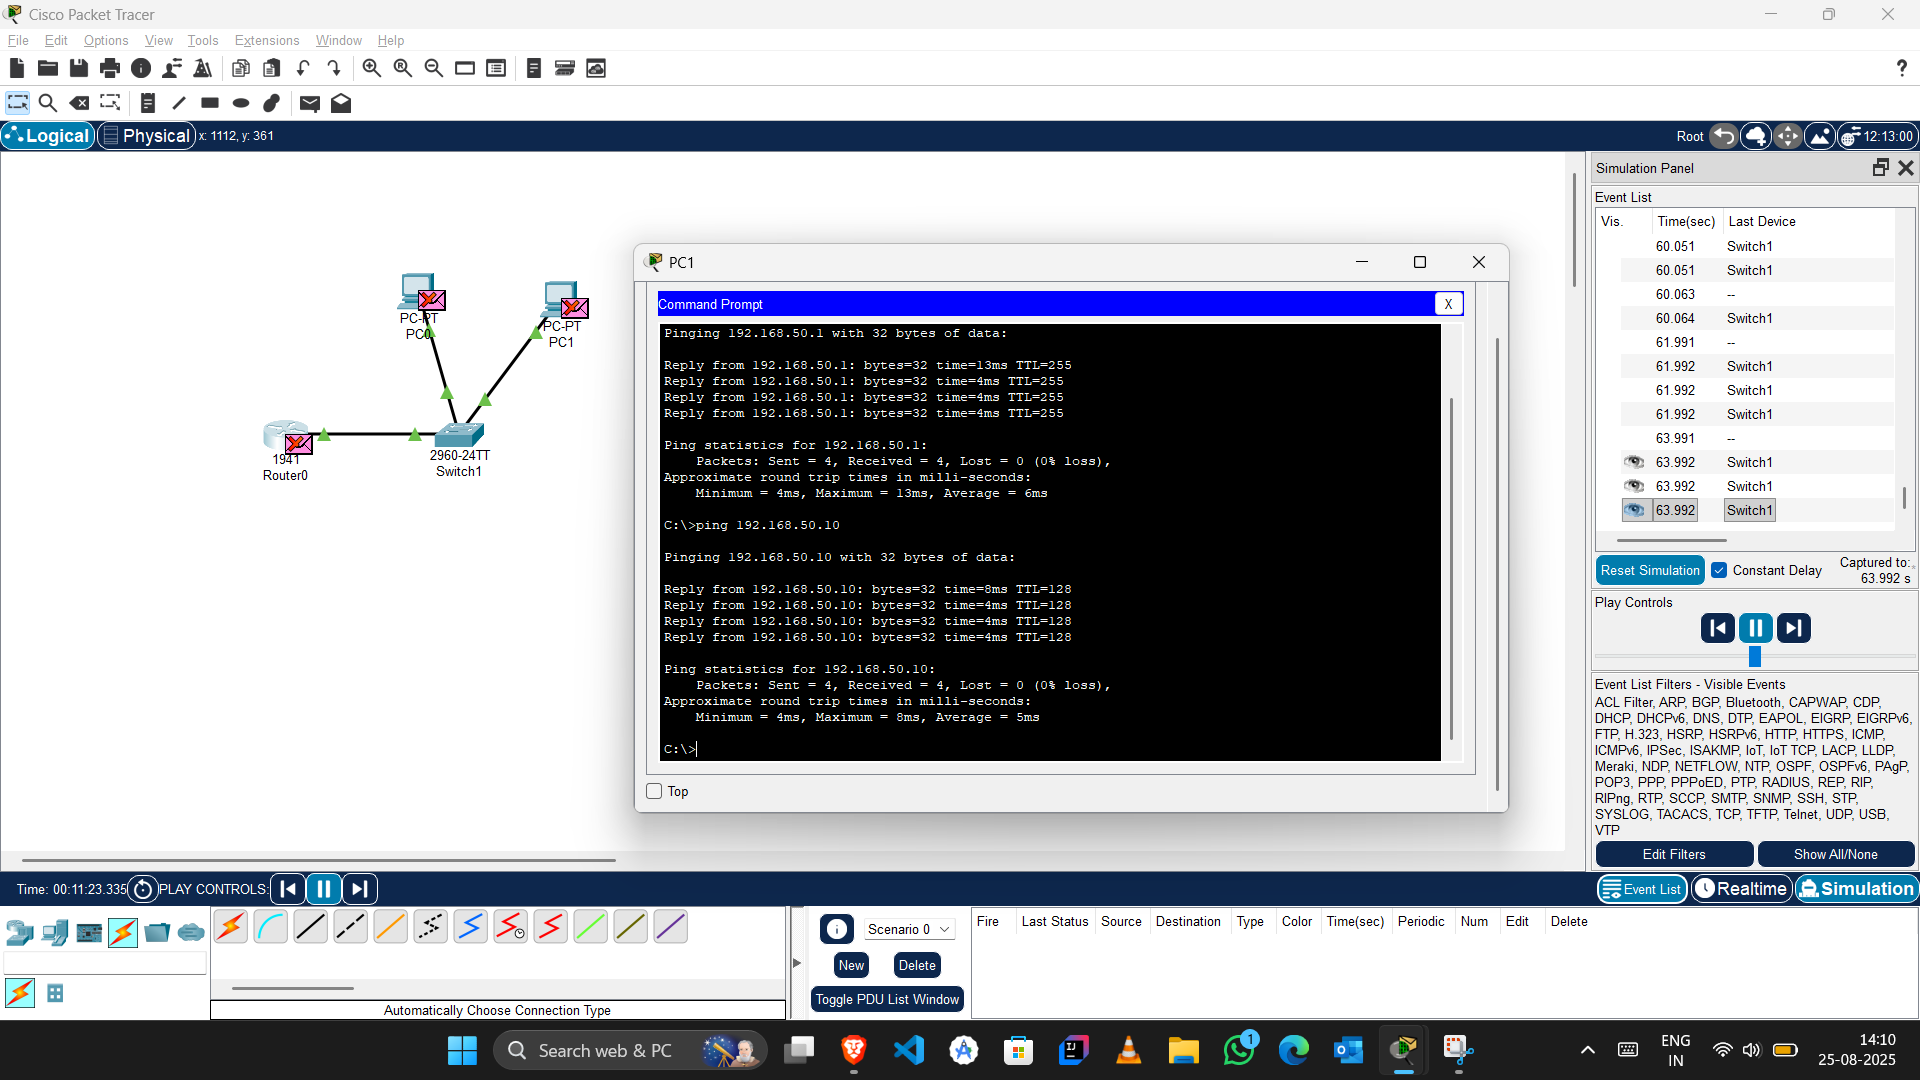 Cisco Packet Tracer
File Edit Options View Tools Extensions Window Help
?
Logical Physical x: 1112, y: 361
Root 12:13:00
Simulation Panel
Event List
Vis. Time(sec) Last Device
60.051 Switch1
60.051 Switch1
60.063 --
60.064 Switch1
61.991 --
61.992 Switch1
61.992 Switch1
61.992 Switch1
63.991 --
63.992 Switch1
63.992 Switch1
63.992 Switch1
Reset Simulation Constant Delay Captured to:
63.992 s
Play Controls
Event List Filters - Visible Events
ACL Filter, ARP, BGP, Bluetooth, CAPWAP, CDP,
DHCP, DHCPv6, DNS, DTP, EAPOL, EIGRP, EIGRPv6,
FTP, H.323, HSRP, HSRPv6, HTTP, HTTPS, ICMP,
ICMPv6, IPSec, ISAKMP, IoT, IoT TCP, LACP, LLDP,
Meraki, NDP, NETFLOW, NTP, OSPF, OSPFv6, PAgP,
POP3, PPP, PPPoED, PTP, RADIUS, REP, RIP,
RIPng, RTP, SCCP, SMTP, SNMP, SSH, STP,
SYSLOG, TACACS, TCP, TFTP, Telnet, UDP, USB,
VTP
Edit Filters Show All/None
PC-PT
PC0
PC-PT
PC1
1941
Router0
2960-24TT
Switch1
PC1
Command Prompt X
Pinging 192.168.50.1 with 32 bytes of data:
Reply from 192.168.50.1: bytes=32 time=13ms TTL=255
Reply from 192.168.50.1: bytes=32 time=4ms TTL=255
Reply from 192.168.50.1: bytes=32 time=4ms TTL=255
Reply from 192.168.50.1: bytes=32 time=4ms TTL=255
Ping statistics for 192.168.50.1:
Packets: Sent = 4, Received = 4, Lost = 0 (0% loss),
Approximate round trip times in milli-seconds:
Minimum = 4ms, Maximum = 13ms, Average = 6ms
C:\>ping 192.168.50.10
Pinging 192.168.50.10 with 32 bytes of data:
Reply from 192.168.50.10: bytes=32 time=8ms TTL=128
Reply from 192.168.50.10: bytes=32 time=4ms TTL=128
Reply from 192.168.50.10: bytes=32 time=4ms TTL=128
Reply from 192.168.50.10: bytes=32 time=4ms TTL=128
Ping statistics for 192.168.50.10:
Packets: Sent = 4, Received = 4, Lost = 0 (0% loss),
Approximate round trip times in milli-seconds:
Minimum = 4ms, Maximum = 8ms, Average = 5ms
C:\>
Top
Time: 00:11:23.335 PLAY CONTROLS:
Event List Realtime Simulation
Scenario 0
New Delete
Toggle PDU List Window
Fire Last Status Source Destination Type Color Time(sec) Periodic Num Edit Delete
Automatically Choose Connection Type
Search web & PC
1
ENG
IN
14:10
25-08-2025